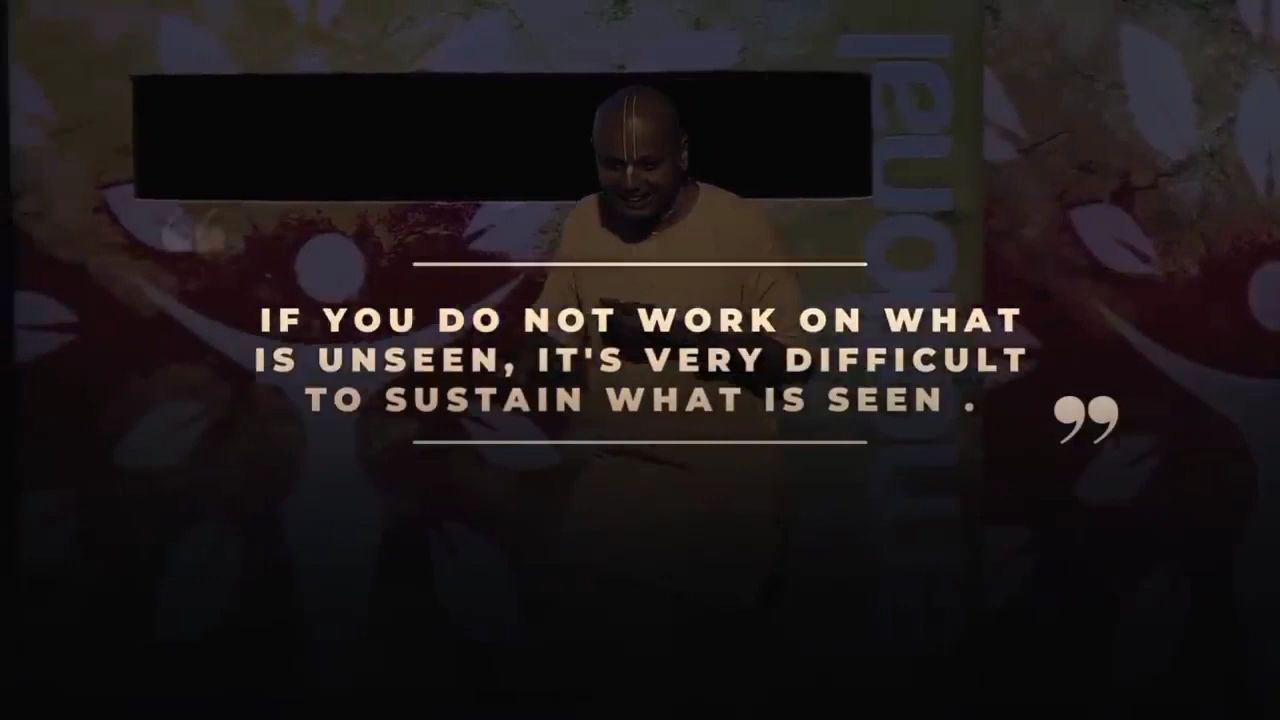 IF YOU DO NOT WORK ON WHAT
IS UNSEEN, IT'S VERY DIFFICULT
TO SUSTAIN WHAT IS SEEN .
”